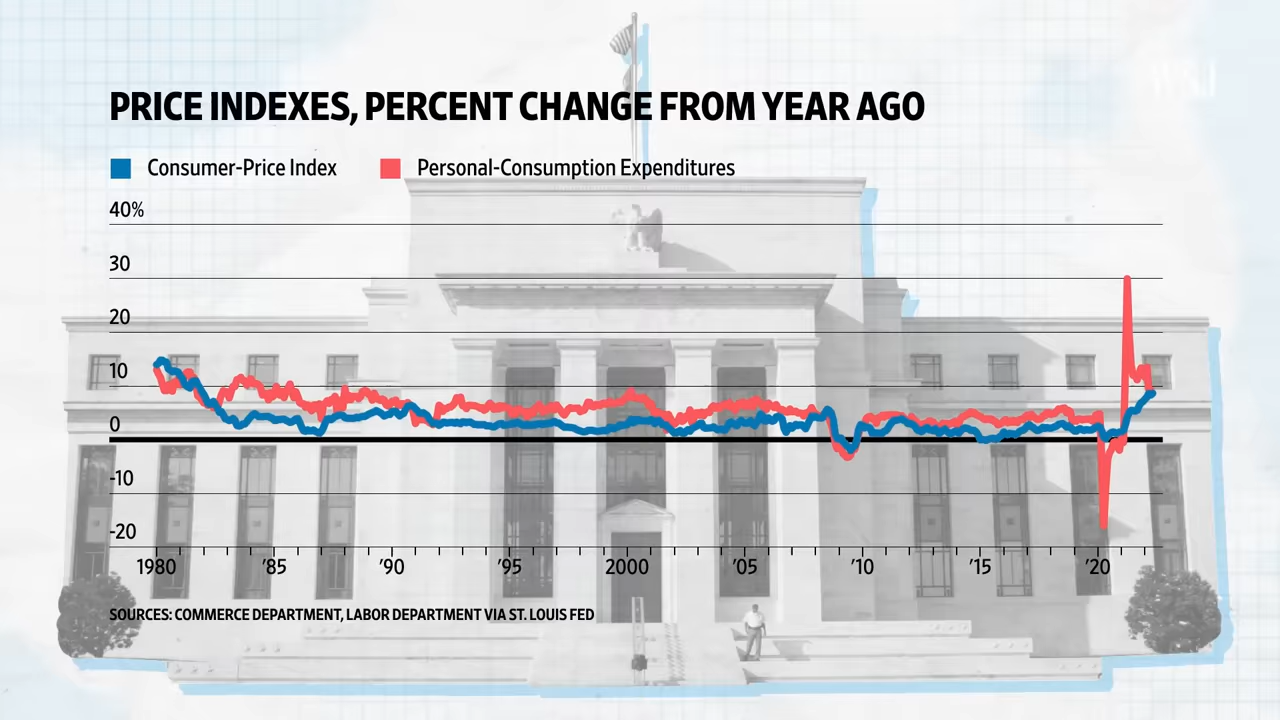 PRICE INDEXES, PERCENT CHANGE FROM YEAR AGO
Consumer-Price Index Personal-Consumption Expenditures
40%
30
20
10
0
-10
-20
1980 '85 '90 '95 2000 '05 '10 '15 '20
SOURCES: COMMERCE DEPARTMENT, LABOR DEPARTMENT VIA ST. LOUIS FED